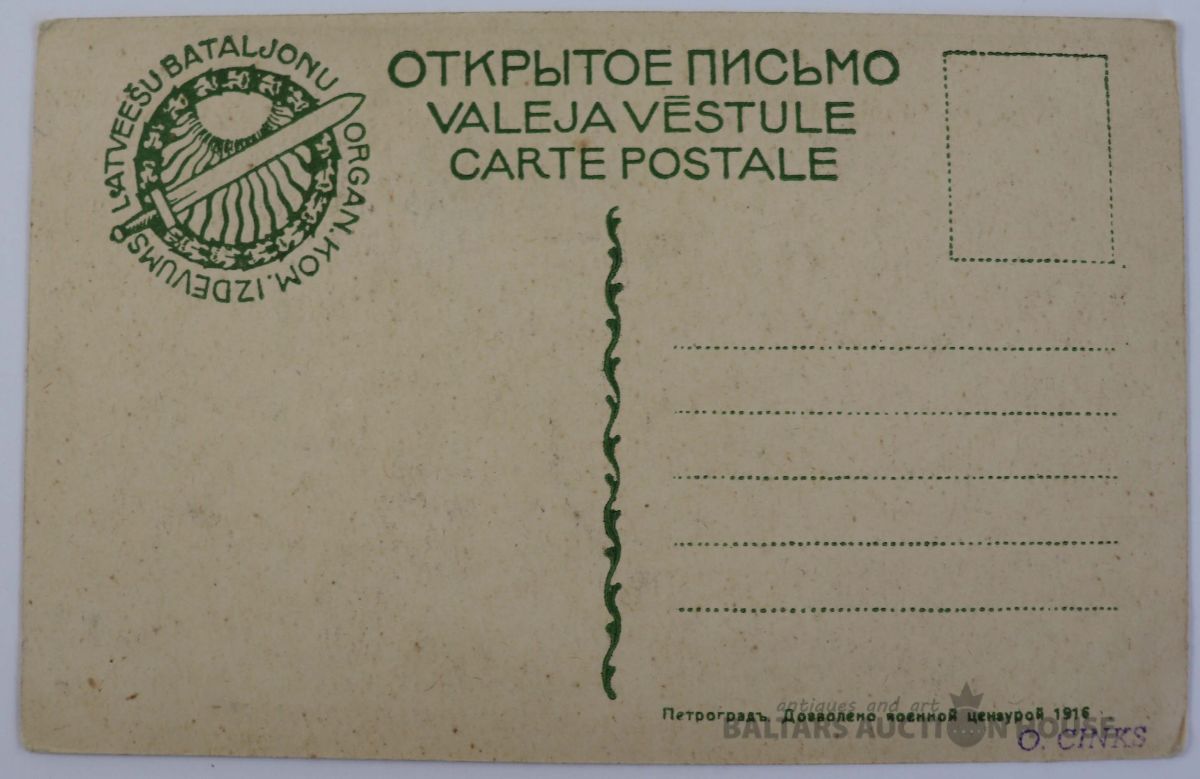 LATVEEŠU BATALJONU ORGAN. KOM. IZDEVUMS
ОТКРЫТОЕ ПИСЬМО
VALEJA VĒSTULE
CARTE POSTALE
Петроградъ. Дозволено военной цензурой 1916
antiques and art
BALTARS AUCTION HOUSE
O. CINKS